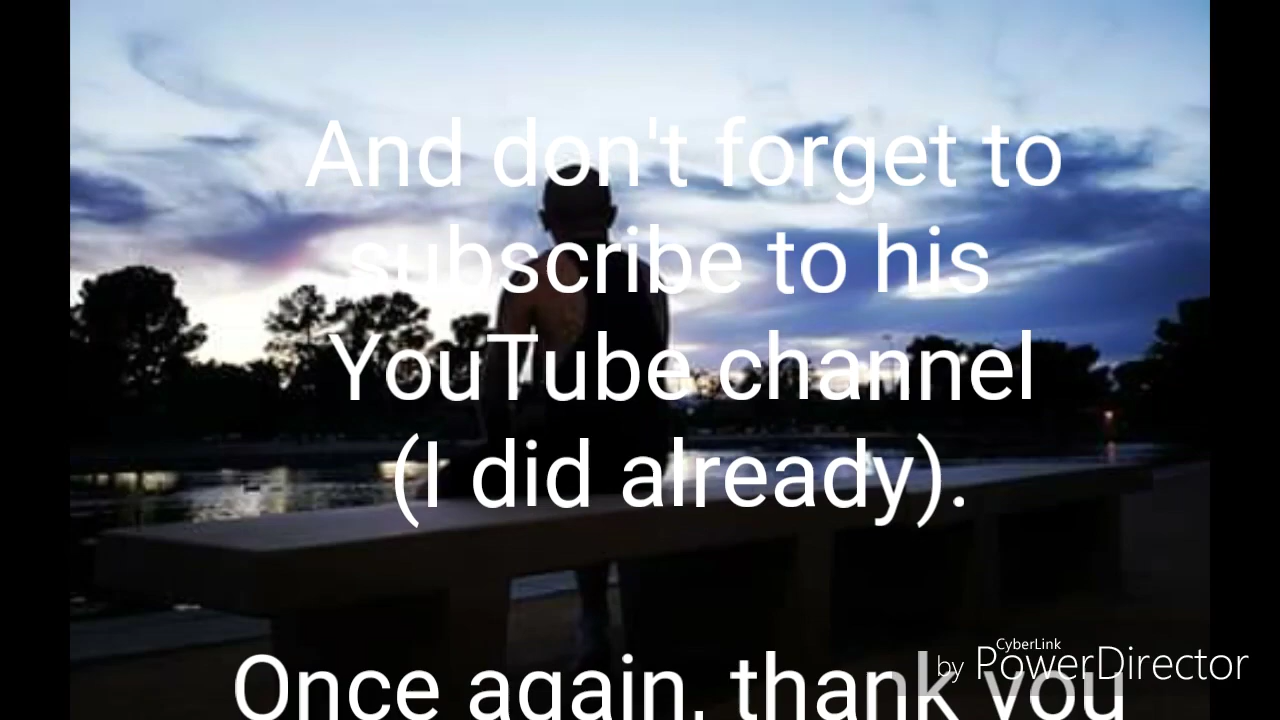 And don't forget to
subscribe to his
YouTube channel
(I did already).
Once again, thank you
CyberLink
by PowerDirector